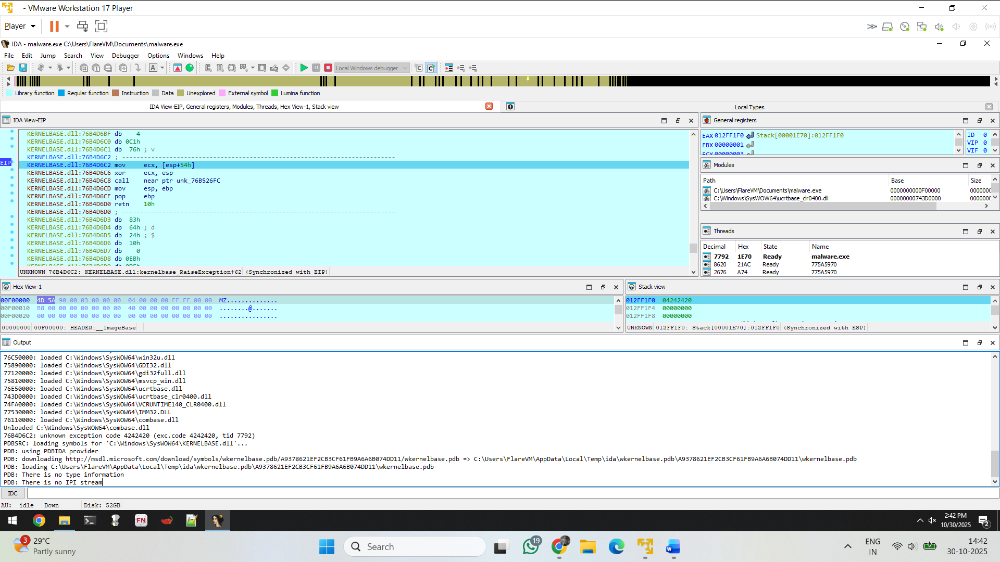 - VMware Workstation 17 Player
Player
IDA - malware.exe C:\Users\FlareVM\Documents\malware.exe
File Edit Jump Search View Debugger Options Windows Help
Local Windows debugger
Library function Regular function Instruction Data Unexplored External symbol Lumina function
IDA View-EIP, General registers, Modules, Threads, Hex View-1, Stack view
Local Types
IDA View-EIP
KERNELBASE.dll:76B4D6BF db 4
KERNELBASE.dll:76B4D6C0 db 0C1h
KERNELBASE.dll:76B4D6C1 db 76h ; v
KERNELBASE.dll:76B4D6C2 ; ---------------------------------------------------------------------------
EIP
KERNELBASE.dll:76B4D6C2 mov ecx, [esp+54h]
KERNELBASE.dll:76B4D6C6 xor ecx, esp
KERNELBASE.dll:76B4D6C8 call near ptr unk_76B526FC
KERNELBASE.dll:76B4D6CD mov esp, ebp
KERNELBASE.dll:76B4D6CF pop ebp
KERNELBASE.dll:76B4D6D0 retn 10h
KERNELBASE.dll:76B4D6D0 ; ---------------------------------------------------------------------------
KERNELBASE.dll:76B4D6D3 db 83h
KERNELBASE.dll:76B4D6D4 db 64h ; d
KERNELBASE.dll:76B4D6D5 db 24h ; $
KERNELBASE.dll:76B4D6D6 db 10h
KERNELBASE.dll:76B4D6D7 db 0
KERNELBASE.dll:76B4D6D8 db 0EBh
UNKNOWN 76B4D6C2: KERNELBASE.dll:kernelbase_RaiseException+62 (Synchronized with EIP)
General registers
EAX 012FF1F0 Stack[00001E70]:012FF1F0
EBX 00000001
ECX 00000003
ID 0
VIP 0
VIF 0
Modules
Path Base Size
C:\Users\FlareVM\Documents\malware.exe 0000000000F00000 0000000
C:\Windows\SysWOW64\ucrtbase_clr0400.dll 00000000743D0000 0000000
Threads
Decimal Hex State Name
7792 1E70 Ready malware.exe
8620 21AC Ready 775A5970
2676 A74 Ready 775A5970
Hex View-1
00F00000 4D 5A 90 00 03 00 00 00 04 00 00 00 FF FF 00 00 MZ..............
00F00010 B8 00 00 00 00 00 00 00 40 00 00 00 00 00 00 00 ........@.......
00F00020 00 00 00 00 00 00 00 00 00 00 00 00 00 00 00 00 ................
00000000 00F00000: HEADER:__ImageBase
Stack view
012FF1F0 04242420
012FF1F4 00000000
012FF1F8 00000000
UNKNOWN 012FF1F0: Stack[00001E70]:012FF1F0 (Synchronized with ESP)
Output
76C50000: loaded C:\Windows\SysWOW64\win32u.dll
75890000: loaded C:\Windows\SysWOW64\GDI32.dll
77120000: loaded C:\Windows\SysWOW64\gdi32full.dll
75810000: loaded C:\Windows\SysWOW64\msvcp_win.dll
76E50000: loaded C:\Windows\SysWOW64\ucrtbase.dll
743D0000: loaded C:\Windows\SysWOW64\ucrtbase_clr0400.dll
74FA0000: loaded C:\Windows\SysWOW64\VCRUNTIME140_CLR0400.dll
77530000: loaded C:\Windows\SysWOW64\IMM32.DLL
76110000: loaded C:\Windows\SysWOW64\combase.dll
Unloaded C:\Windows\SysWOW64\combase.dll
76B4D6C2: unknown exception code 4242420 (exc.code 4242420, tid 7792)
PDBSRC: loading symbols for 'C:\Windows\SysWOW64\KERNELBASE.dll'...
PDB: using PDBIDA provider
PDB: downloading http://msdl.microsoft.com/download/symbols/wkernelbase.pdb/A9378621EF2CB3CF61FB9A6A6B074DD11/wkernelbase.pdb => C:\Users\FlareVM\AppData\Local\Temp\ida\wkernelbase.pdb\A9378621EF2CB3CF61FB9A6A6B074DD11\wkernelbase.pdb
PDB: loading C:\Users\FlareVM\AppData\Local\Temp\ida\wkernelbase.pdb\A9378621EF2CB3CF61FB9A6A6B074DD11\wkernelbase.pdb
PDB: There is no type information
PDB: There is no IPI stream
IDC
AU: idle Down Disk: 52GB
FN
2:42 PM
10/30/2025
2
3
29°C
Partly sunny
Search
19
ENG
IN
14:42
30-10-2025